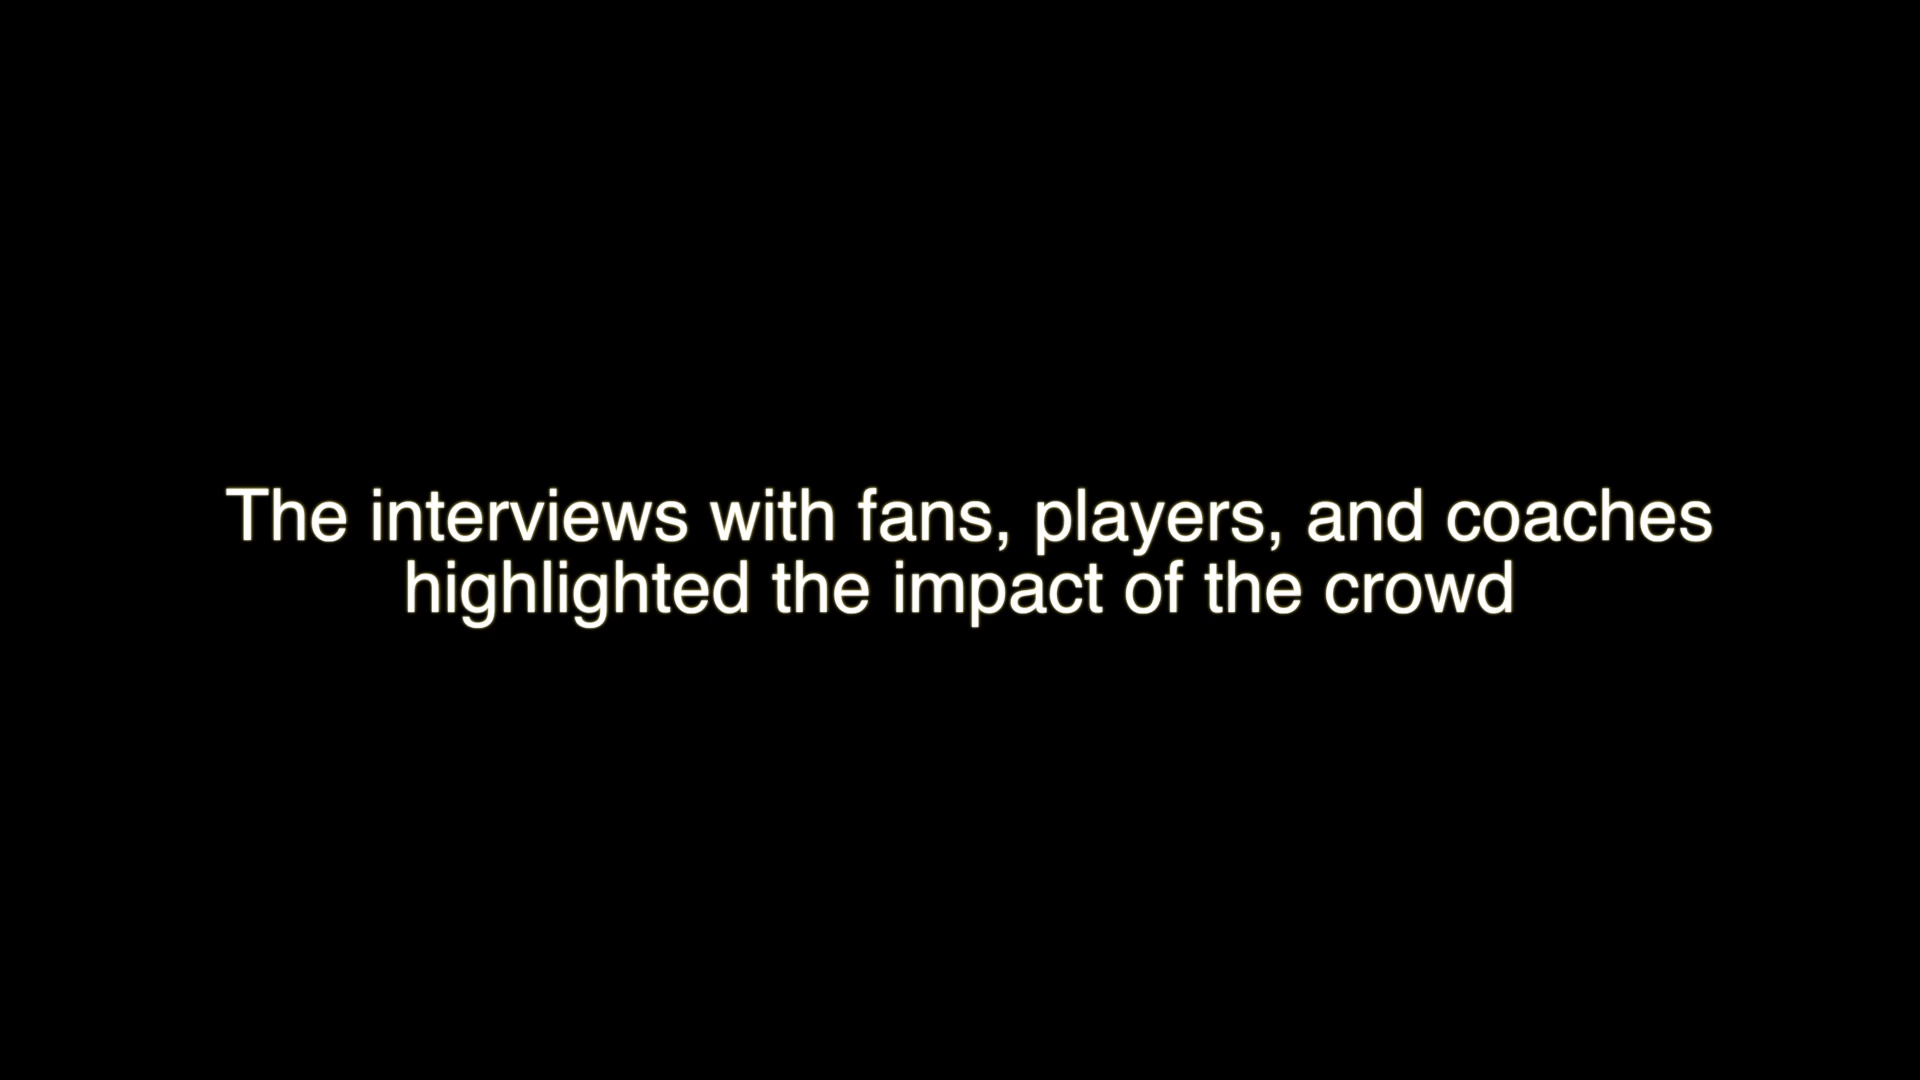 The interviews with fans, players, and coaches
highlighted the impact of the crowd